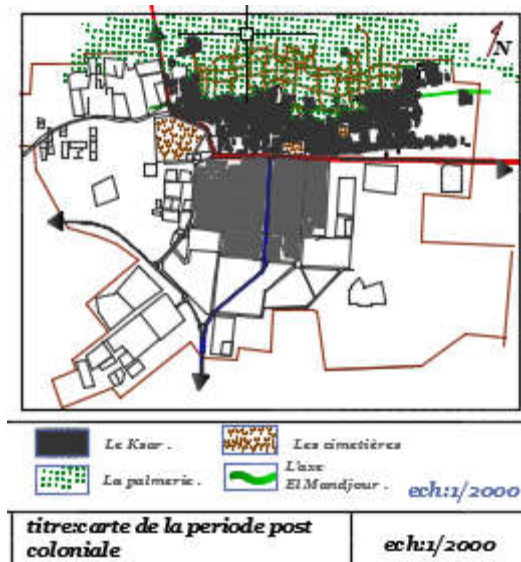 N
Le Ksar .
Les cimetières
La palmerie .
L'axe
El Mandjour .
ech:1/2000
titre:carte de la periode post
coloniale
ech:1/2000